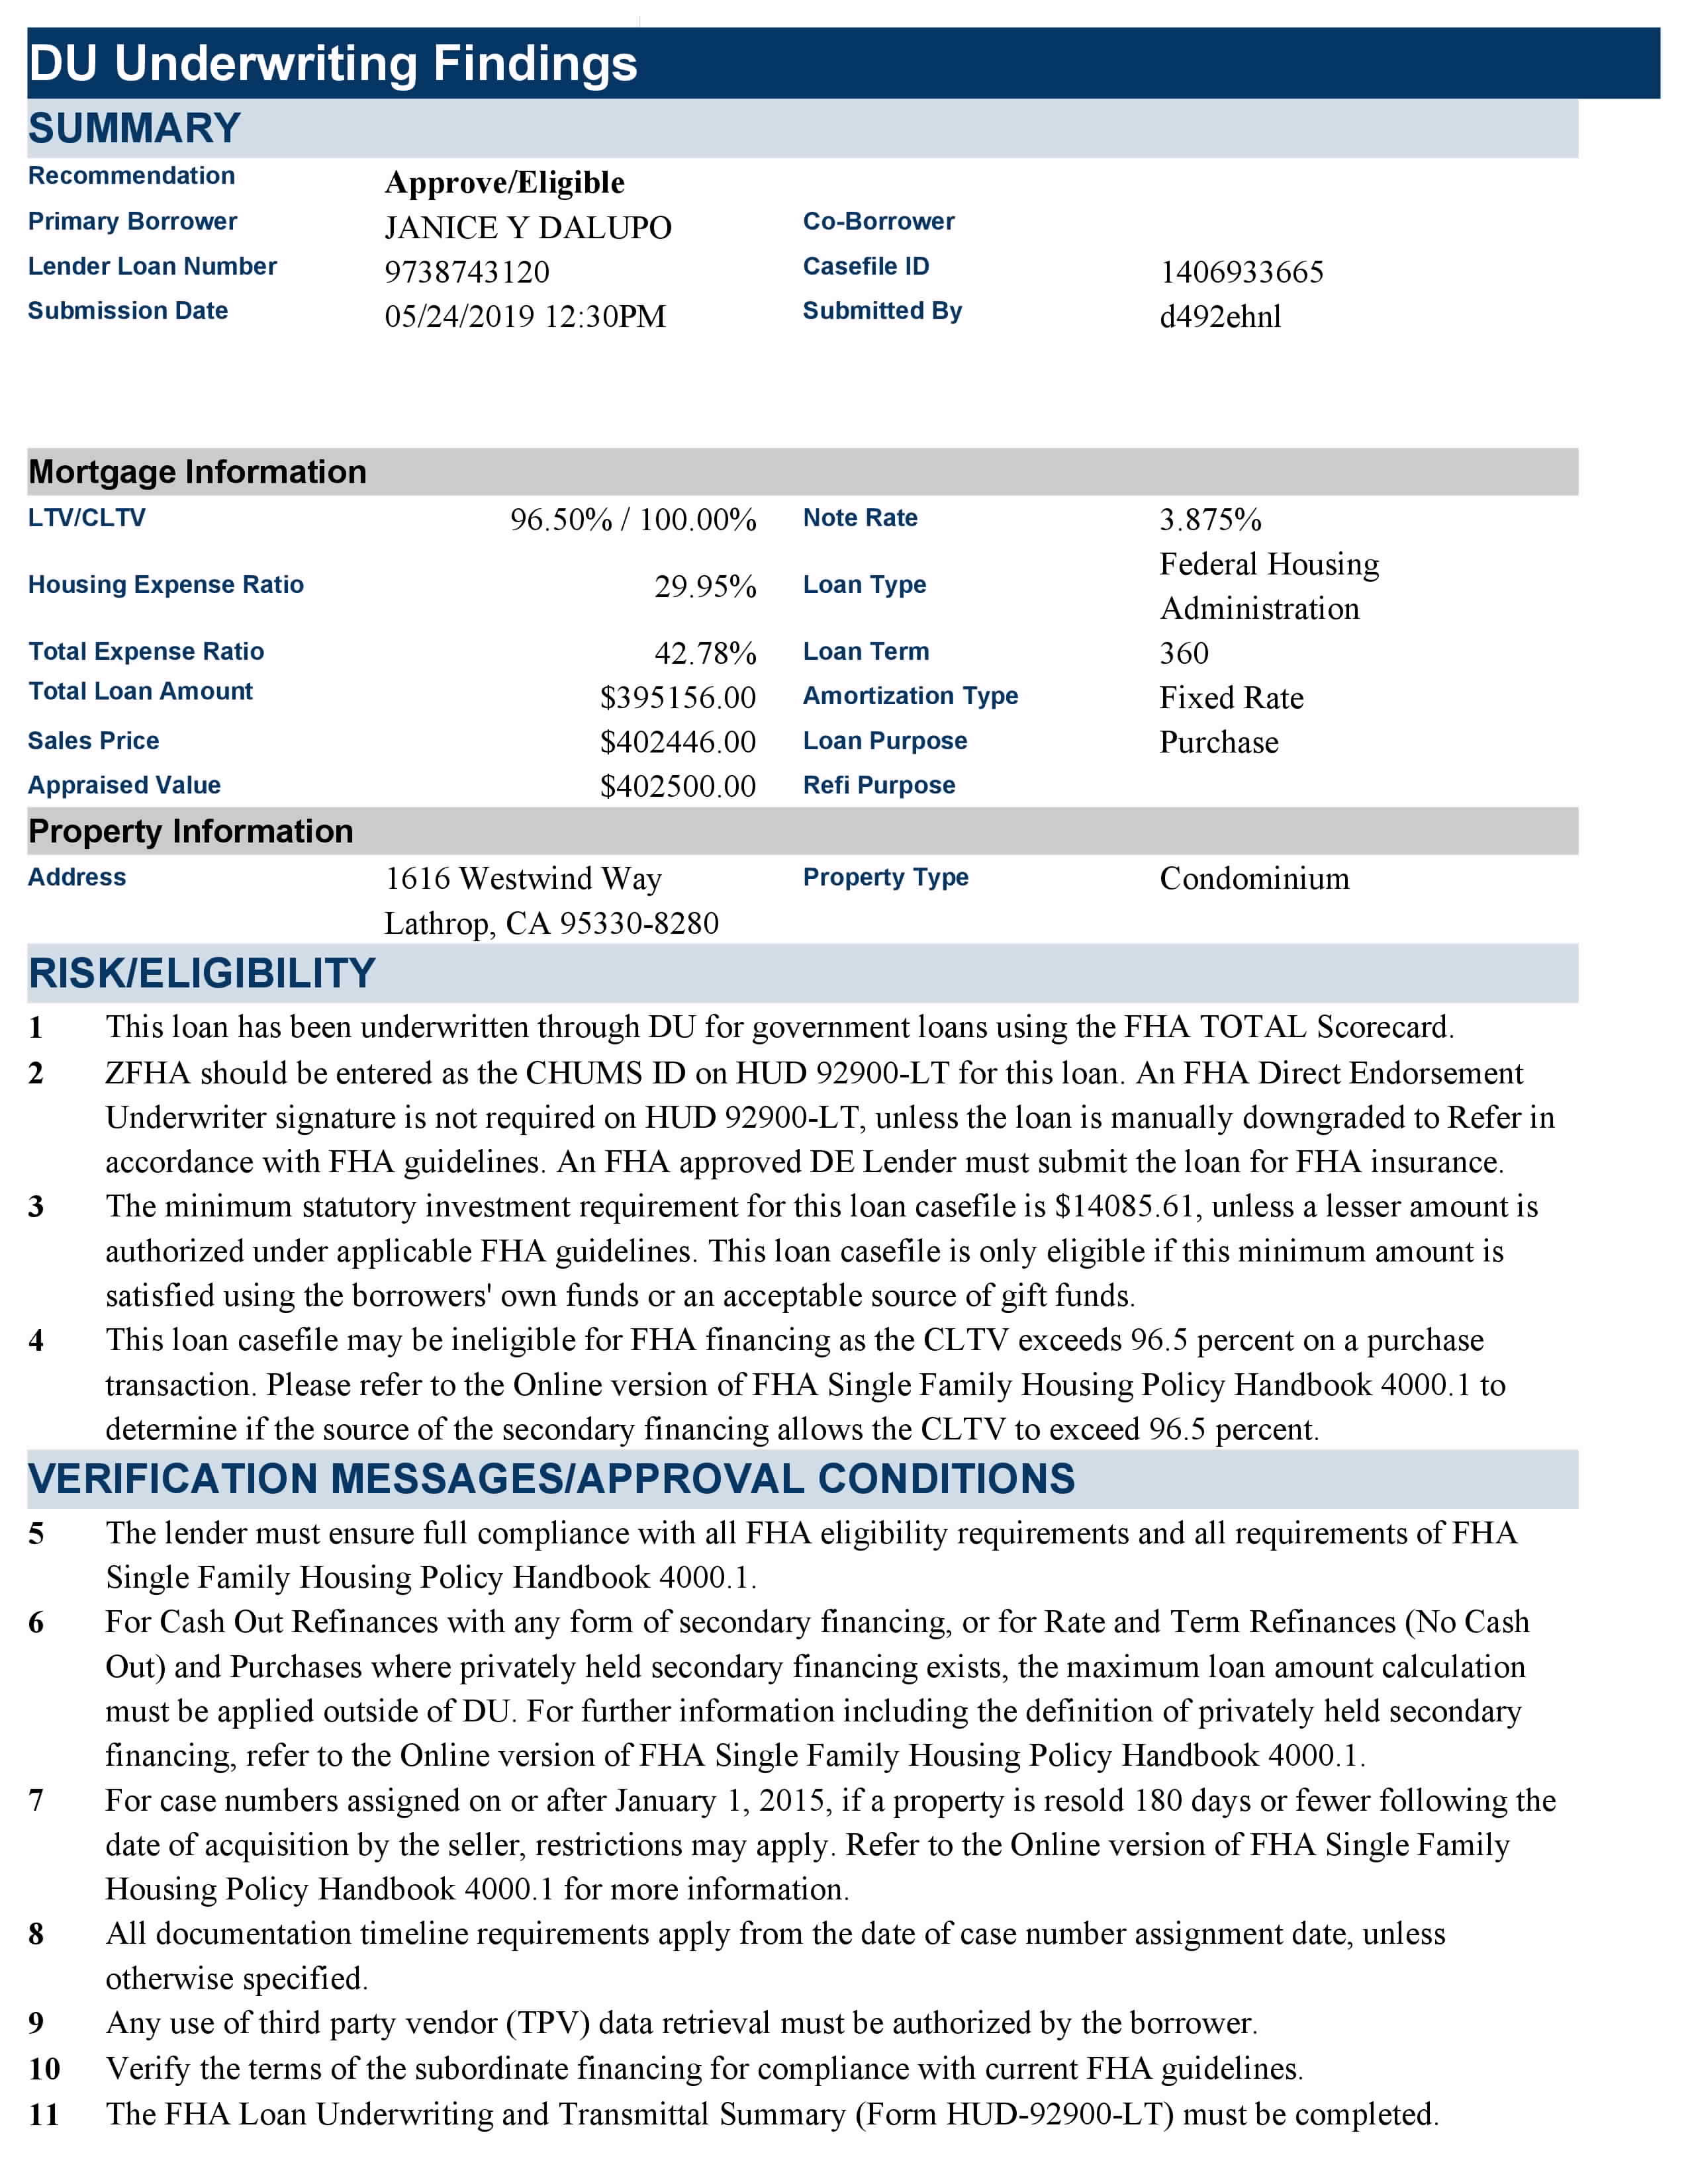 DU Underwriting Findings
SUMMARY
Recommendation Approve/Eligible
Primary Borrower JANICE Y DALUPO Co-Borrower
Lender Loan Number 9738743120 Casefile ID 1406933665
Submission Date 05/24/2019 12:30PM Submitted By d492ehnl
Mortgage Information
LTV/CLTV 96.50% / 100.00% Note Rate 3.875%
Housing Expense Ratio 29.95% Loan Type Federal Housing
Administration
Total Expense Ratio 42.78% Loan Term 360
Total Loan Amount $395156.00 Amortization Type Fixed Rate
Sales Price $402446.00 Loan Purpose Purchase
Appraised Value $402500.00 Refi Purpose
Property Information
Address 1616 Westwind Way Property Type Condominium
Lathrop, CA 95330-8280
RISK/ELIGIBILITY
1 This loan has been underwritten through DU for government loans using the FHA TOTAL Scorecard.
2 ZFHA should be entered as the CHUMS ID on HUD 92900-LT for this loan. An FHA Direct Endorsement
Underwriter signature is not required on HUD 92900-LT, unless the loan is manually downgraded to Refer in
accordance with FHA guidelines. An FHA approved DE Lender must submit the loan for FHA insurance.
3 The minimum statutory investment requirement for this loan casefile is $14085.61, unless a lesser amount is
authorized under applicable FHA guidelines. This loan casefile is only eligible if this minimum amount is
satisfied using the borrowers' own funds or an acceptable source of gift funds.
4 This loan casefile may be ineligible for FHA financing as the CLTV exceeds 96.5 percent on a purchase
transaction. Please refer to the Online version of FHA Single Family Housing Policy Handbook 4000.1 to
determine if the source of the secondary financing allows the CLTV to exceed 96.5 percent.
VERIFICATION MESSAGES/APPROVAL CONDITIONS
5 The lender must ensure full compliance with all FHA eligibility requirements and all requirements of FHA
Single Family Housing Policy Handbook 4000.1.
6 For Cash Out Refinances with any form of secondary financing, or for Rate and Term Refinances (No Cash
Out) and Purchases where privately held secondary financing exists, the maximum loan amount calculation
must be applied outside of DU. For further information including the definition of privately held secondary
financing, refer to the Online version of FHA Single Family Housing Policy Handbook 4000.1.
7 For case numbers assigned on or after January 1, 2015, if a property is resold 180 days or fewer following the
date of acquisition by the seller, restrictions may apply. Refer to the Online version of FHA Single Family
Housing Policy Handbook 4000.1 for more information.
8 All documentation timeline requirements apply from the date of case number assignment date, unless
otherwise specified.
9 Any use of third party vendor (TPV) data retrieval must be authorized by the borrower.
10 Verify the terms of the subordinate financing for compliance with current FHA guidelines.
11 The FHA Loan Underwriting and Transmittal Summary (Form HUD-92900-LT) must be completed.